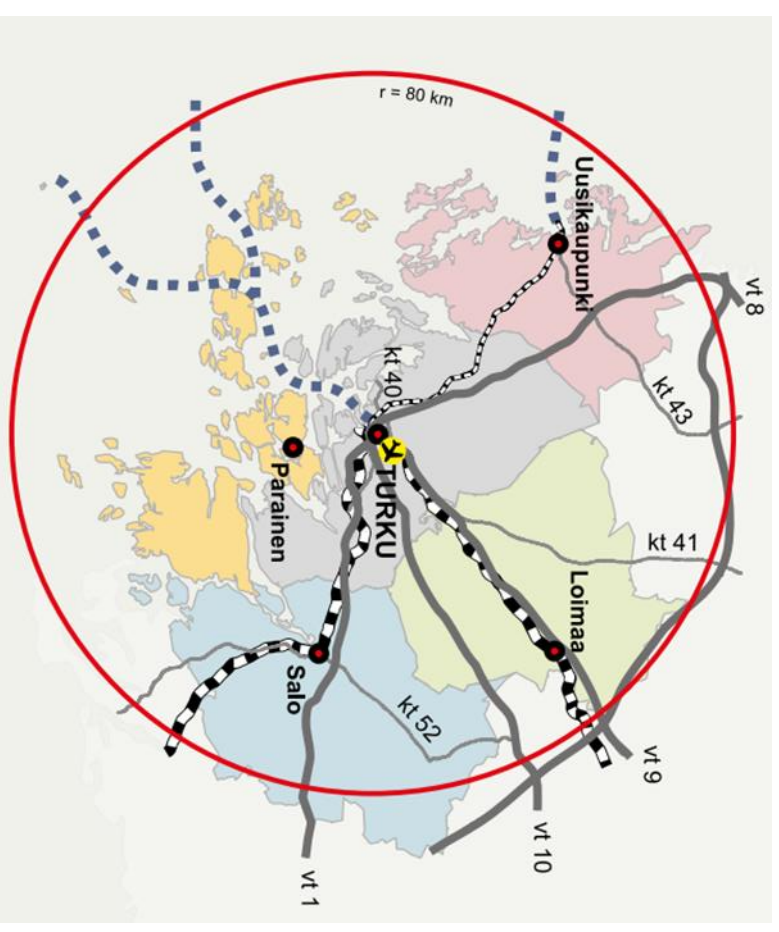 r = 80 km
Uusikaupunki
vt 8
kt 43
kt 40
TURKU
Parainen
kt 41
Loimaa
Salo
kt 52
vt 9
vt 10
vt 1